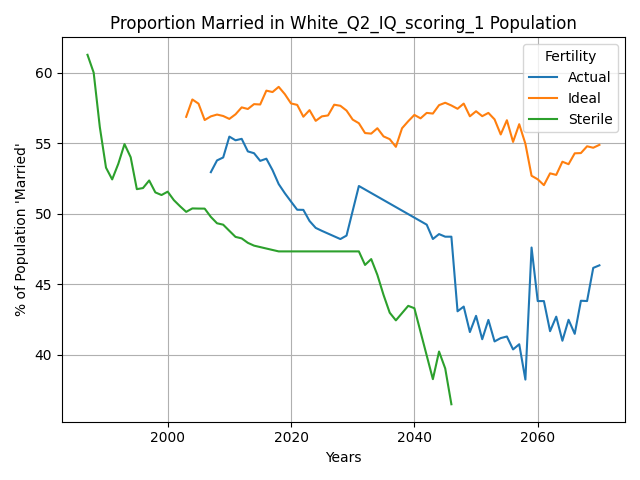 Proportion Married in White_Q2_IQ_scoring_1 Population
Fertility
Actual
Ideal
Sterile
% of Population 'Married'
60
55
50
45
40
2000
2020
2040
2060
Years